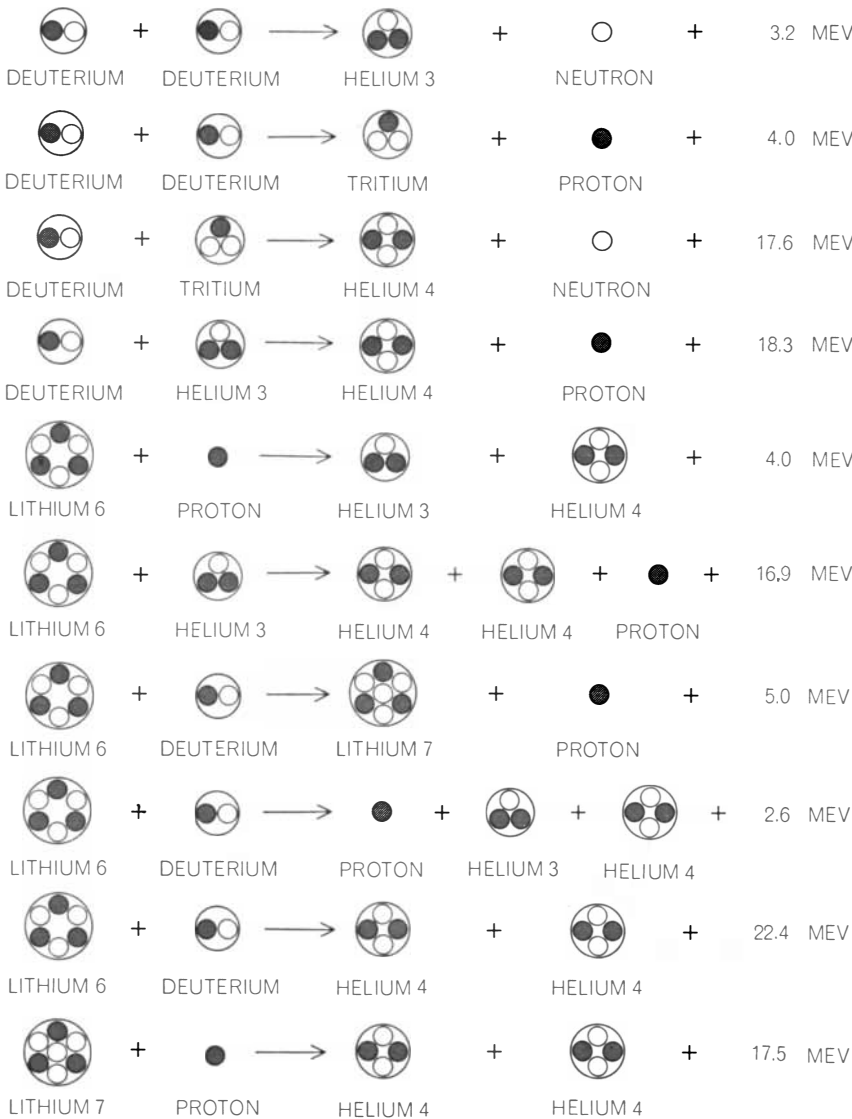 + ⟶ + + 3.2 MEV
DEUTERIUM DEUTERIUM HELIUM 3 NEUTRON
+ ⟶ + + 4.0 MEV
DEUTERIUM DEUTERIUM TRITIUM PROTON
+ ⟶ + + 17.6 MEV
DEUTERIUM TRITIUM HELIUM 4 NEUTRON
+ ⟶ + + 18.3 MEV
DEUTERIUM HELIUM 3 HELIUM 4 PROTON
+ ⟶ + + 4.0 MEV
LITHIUM 6 PROTON HELIUM 3 HELIUM 4
+ ⟶ + + + 16.9 MEV
LITHIUM 6 HELIUM 3 HELIUM 4 HELIUM 4 PROTON
+ ⟶ + + 5.0 MEV
LITHIUM 6 DEUTERIUM LITHIUM 7 PROTON
+ ⟶ + + + 2.6 MEV
LITHIUM 6 DEUTERIUM PROTON HELIUM 3 HELIUM 4
+ ⟶ + + 22.4 MEV
LITHIUM 6 DEUTERIUM HELIUM 4 HELIUM 4
+ ⟶ + + 17.5 MEV
LITHIUM 7 PROTON HELIUM 4 HELIUM 4